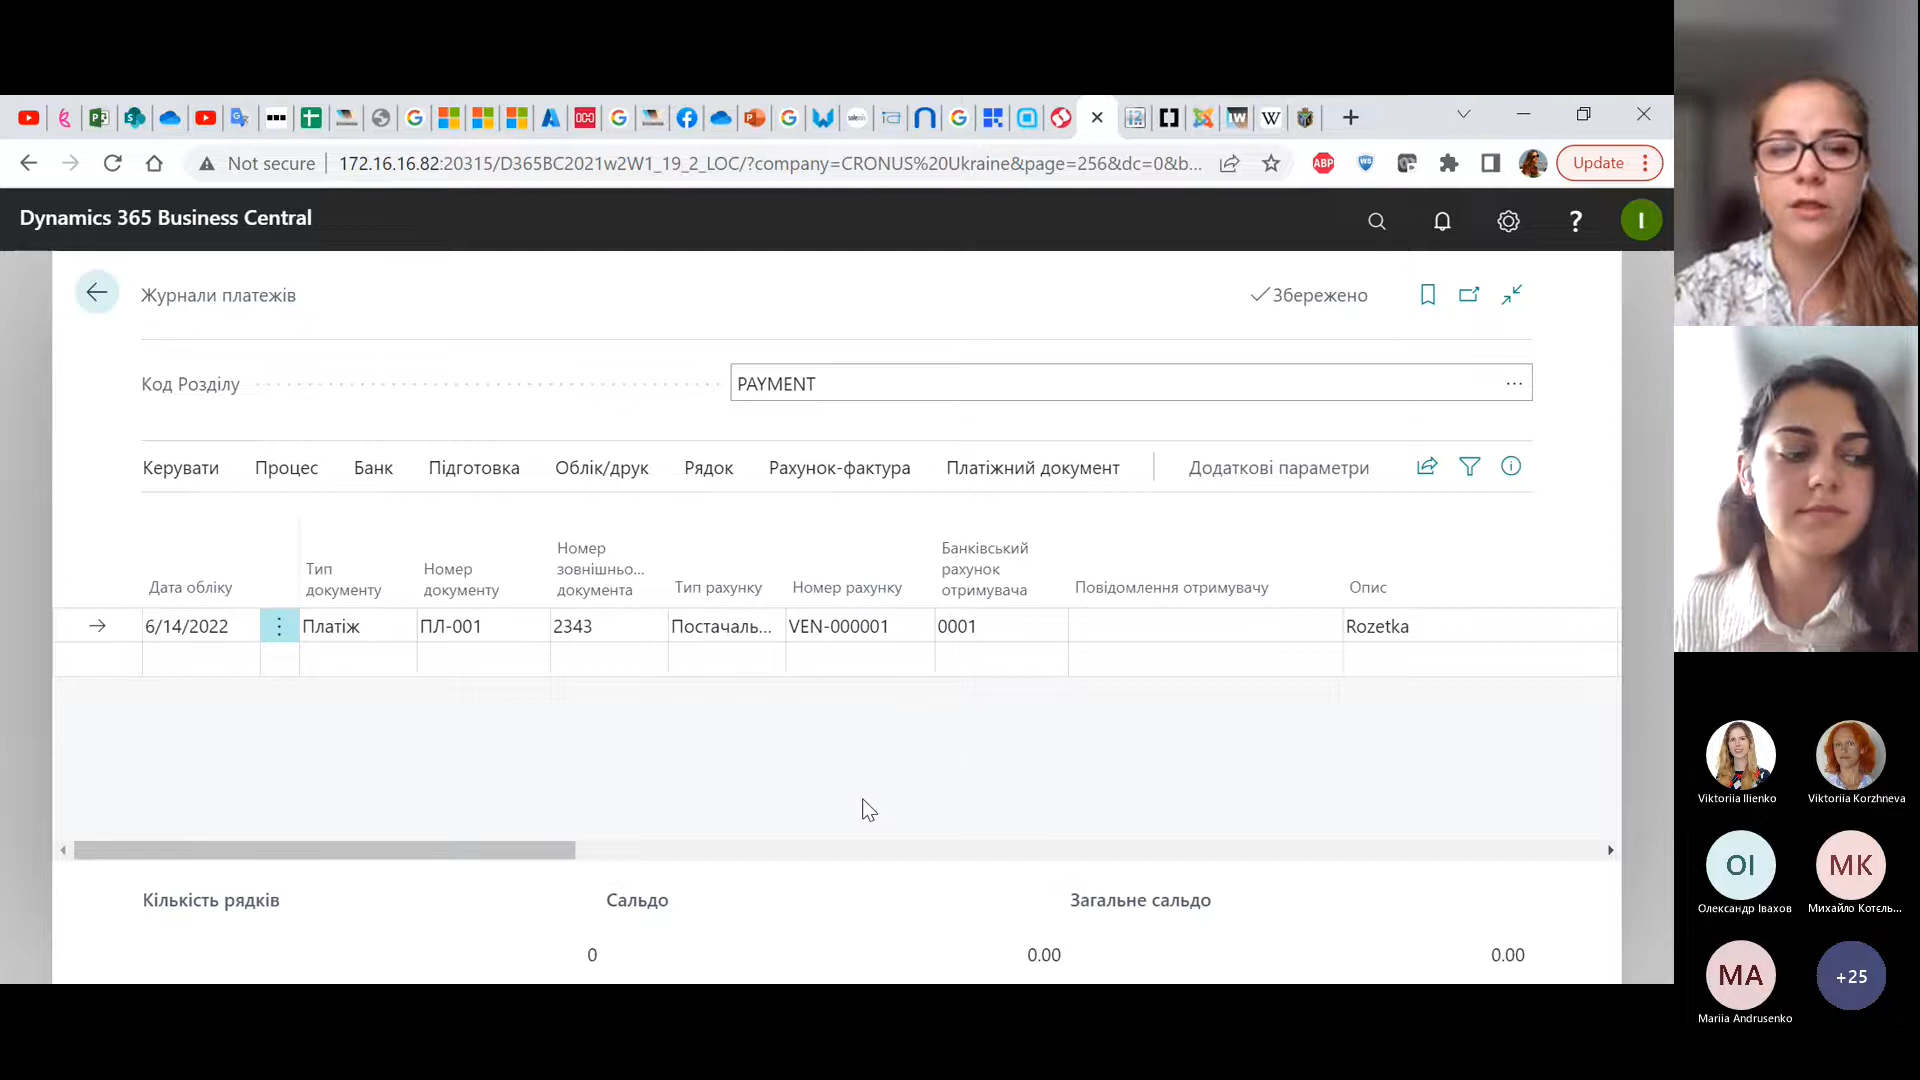 Not secure
172.16.16.82:20315/D365BC2021w2W1_19_2_LOC/?company=CRONUS%20Ukraine&page=256&dc=0&b...
ABP
Update
Dynamics 365 Business Central
?
I
Журнали платежів
Збережено
Код Розділу
PAYMENT
Керувати
Процес
Банк
Підготовка
Облік/друк
Рядок
Рахунок-фактура
Платіжний документ
Додаткові параметри
Дата обліку
Тип
документу
Номер
документу
Номер
зовнішньо...
документа
Тип рахунку
Номер рахунку
Банківський
рахунок
отримувача
Повідомлення отримувачу
Опис
6/14/2022
Платіж
ПЛ-001
2343
Постачаль...
VEN-000001
0001
Rozetka
Кількість рядків
Сальдо
Загальне сальдо
0
0.00
0.00
Viktoriia Ilienko
Viktoriia Korzhneva
OI
Олександр Івахов
MK
Михайло Котєль...
MA
Mariia Andrusenko
+25